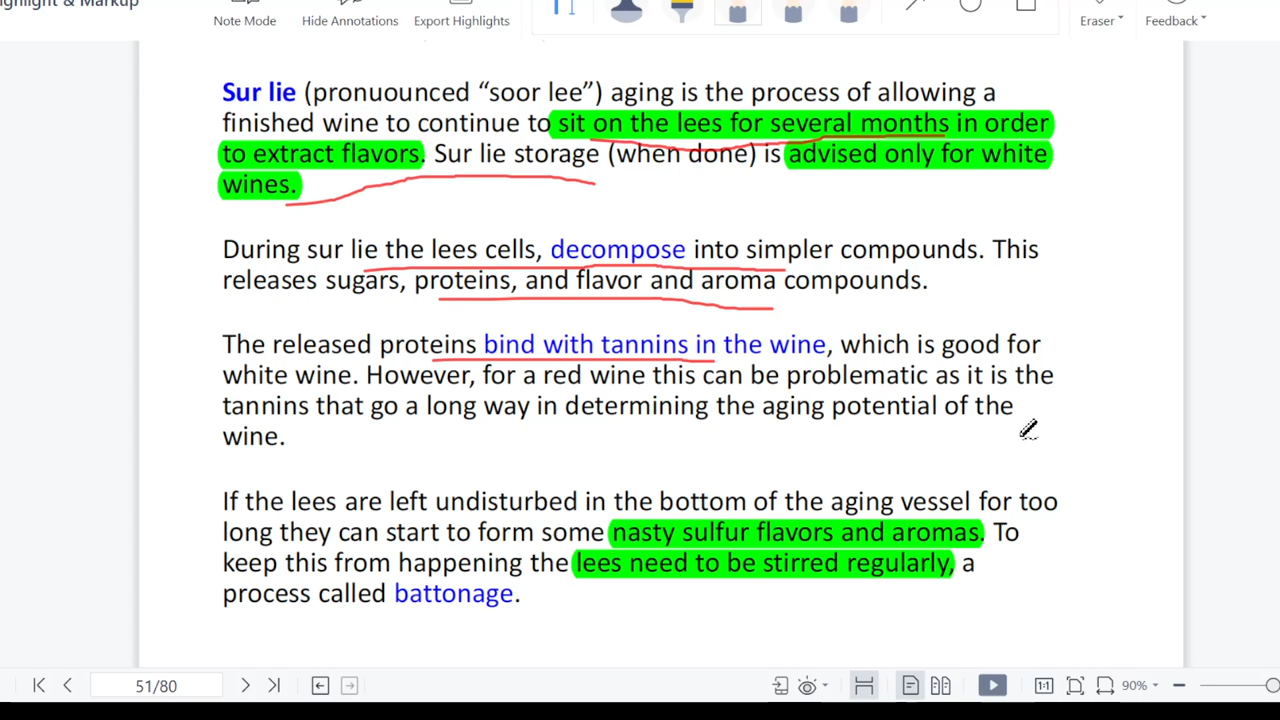 Highlight & Markup
Note Mode
Hide Annotations
Export Highlights
Eraser
Feedback
Sur lie (pronuounced “soor lee”) aging is the process of allowing a
finished wine to continue to sit on the lees for several months in order
to extract flavors. Sur lie storage (when done) is advised only for white
wines.
During sur lie the lees cells, decompose into simpler compounds. This
releases sugars, proteins, and flavor and aroma compounds.
The released proteins bind with tannins in the wine, which is good for
white wine. However, for a red wine this can be problematic as it is the
tannins that go a long way in determining the aging potential of the
wine.
If the lees are left undisturbed in the bottom of the aging vessel for too
long they can start to form some nasty sulfur flavors and aromas. To
keep this from happening the lees need to be stirred regularly, a
process called battonage.
51/80
1:1
90%